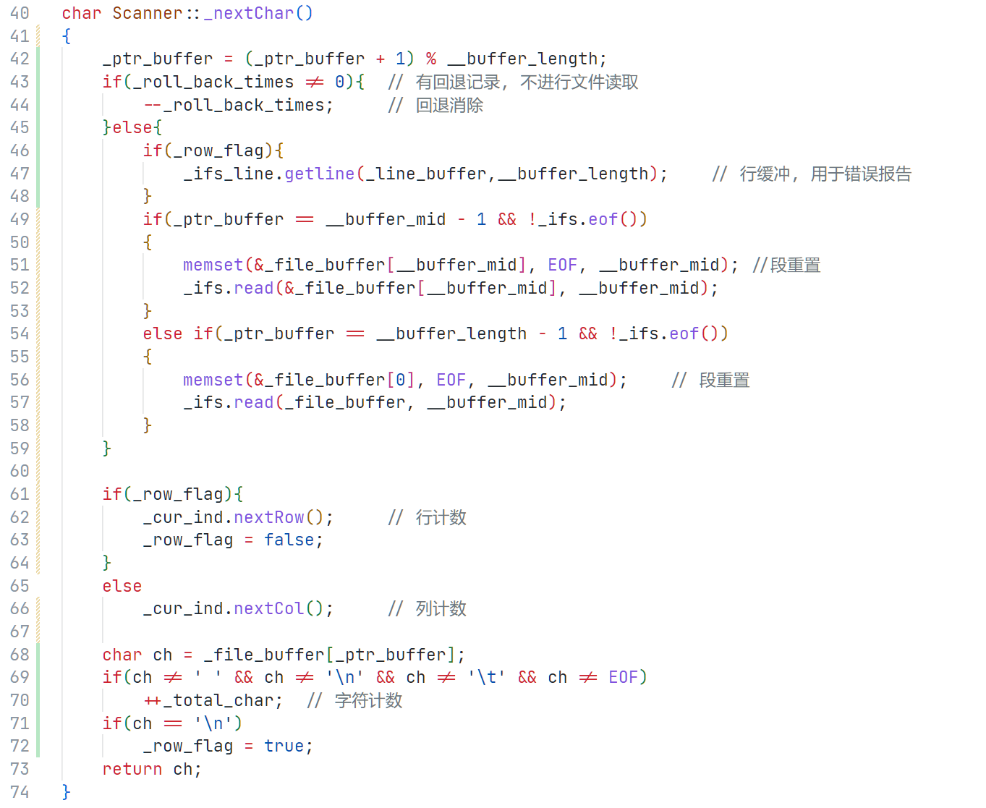 40 char Scanner::_nextChar()
41 {
42     _ptr_buffer = (_ptr_buffer + 1) % __buffer_length;
43     if(_roll_back_times != 0){  // 有回退记录, 不进行文件读取
44         --_roll_back_times;     // 回退消除
45     }else{
46         if(_row_flag){
47             _ifs_line.getline(_line_buffer,__buffer_length);    // 行缓冲, 用于错误报告
48         }
49         if(_ptr_buffer == __buffer_mid - 1 && !_ifs.eof())
50         {
51             memset(&_file_buffer[__buffer_mid], EOF, __buffer_mid); //段重置
52             _ifs.read(&_file_buffer[__buffer_mid], __buffer_mid);
53         }
54         else if(_ptr_buffer == __buffer_length - 1 && !_ifs.eof())
55         {
56             memset(&_file_buffer[0], EOF, __buffer_mid);    // 段重置
57             _ifs.read(_file_buffer, __buffer_mid);
58         }
59     }
60
61     if(_row_flag){
62         _cur_ind.nextRow();     // 行计数
63         _row_flag = false;
64     }
65     else
66         _cur_ind.nextCol();     // 列计数
67
68     char ch = _file_buffer[_ptr_buffer];
69     if(ch != ' ' && ch != '\n' && ch != '\t' && ch != EOF)
70         ++_total_char;  // 字符计数
71     if(ch == '\n')
72         _row_flag = true;
73     return ch;
74 }